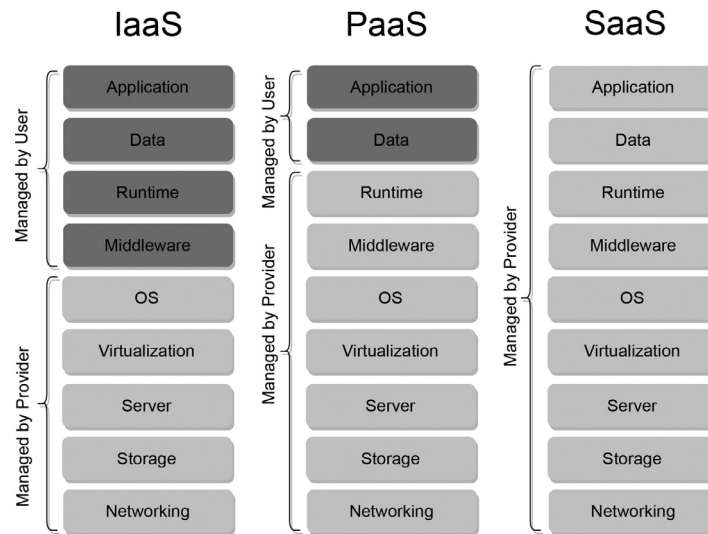 IaaS
Managed by User
Application
Data
Runtime
Middleware
Managed by Provider
OS
Virtualization
Server
Storage
Networking
PaaS
Managed by User
Application
Data
Managed by Provider
Runtime
Middleware
OS
Virtualization
Server
Storage
Networking
SaaS
Managed by Provider
Application
Data
Runtime
Middleware
OS
Virtualization
Server
Storage
Networking